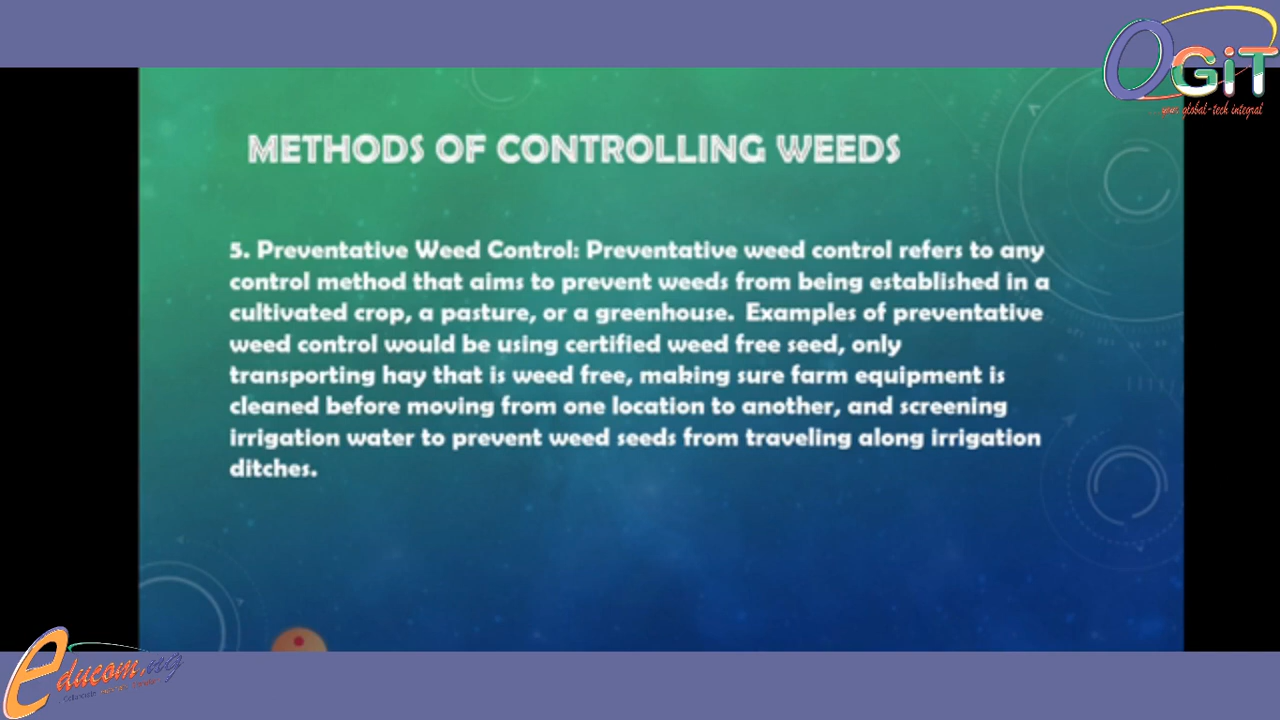 OGiT
your global-tech integral
METHODS OF CONTROLLING WEEDS
5. Preventative Weed Control: Preventative weed control refers to any
control method that aims to prevent weeds from being established in a
cultivated crop, a pasture, or a greenhouse. Examples of preventative
weed control would be using certified weed free seed, only
transporting hay that is weed free, making sure farm equipment is
cleaned before moving from one location to another, and screening
irrigation water to prevent weed seeds from traveling along irrigation
ditches.
educom.ng